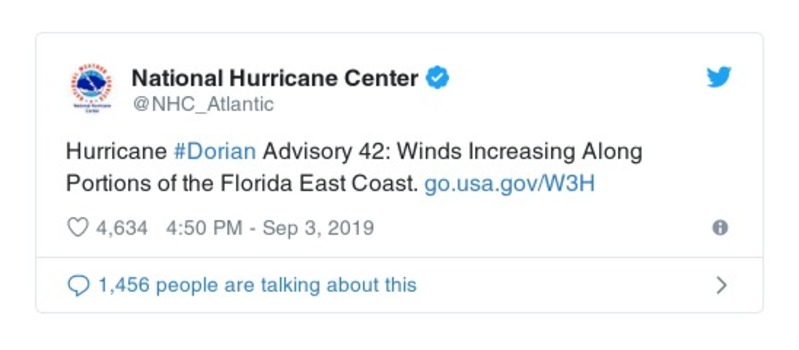 National Hurricane Center
@NHC_Atlantic
Hurricane #Dorian Advisory 42: Winds Increasing Along
Portions of the Florida East Coast. go.usa.gov/W3H
4,634 4:50 PM - Sep 3, 2019
1,456 people are talking about this